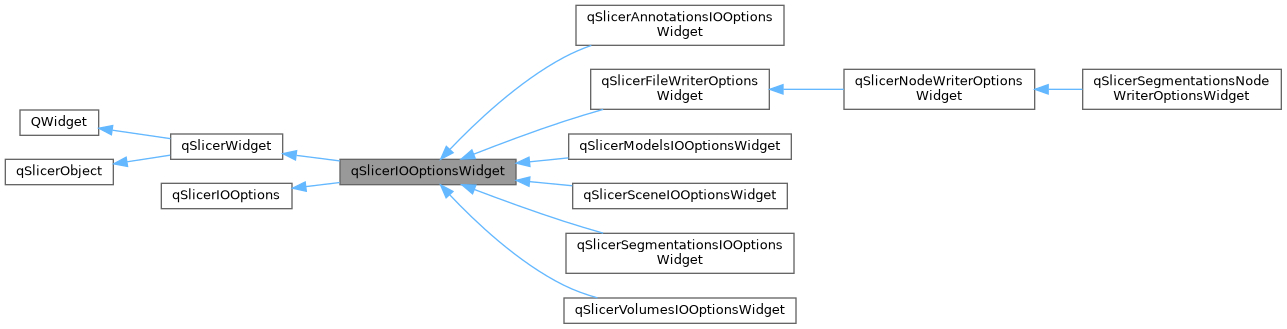 qSlicerAnnotationsIOOptions
Widget
qSlicerFileWriterOptions
Widget
qSlicerNodeWriterOptions
Widget
qSlicerSegmentationsNode
WriterOptionsWidget
QWidget
qSlicerWidget
qSlicerModelsIOOptionsWidget
qSlicerObject
qSlicerIOOptionsWidget
qSlicerIOOptions
qSlicerSceneIOOptionsWidget
qSlicerSegmentationsIOOptions
Widget
qSlicerVolumesIOOptionsWidget